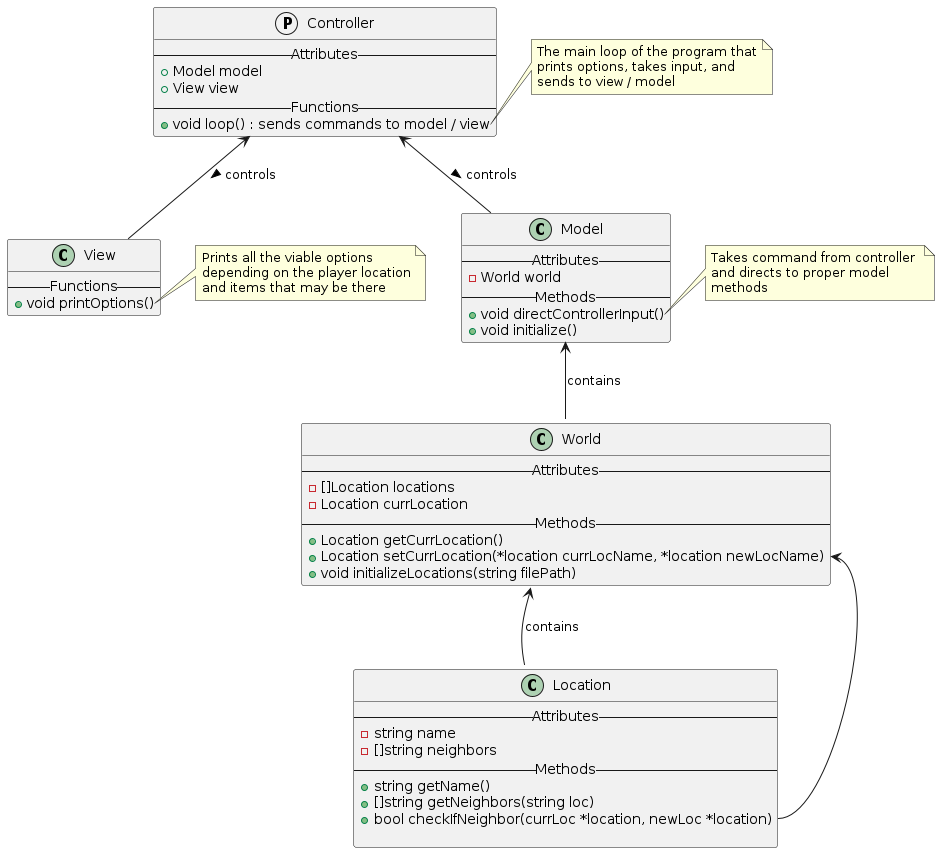 P Controller
Attributes
Model model
View view
Functions
void loop() : sends commands to model / view
The main loop of the program that
prints options, takes input, and
sends to view / model
controls
controls
C View
Functions
void printOptions()
Prints all the viable options
depending on the player location
and items that may be there
C Model
Attributes
World world
Methods
void directControllerInput()
void initialize()
Takes command from controller
and directs to proper model
methods
contains
C World
Attributes
[]Location locations
Location currLocation
Methods
Location getCurrLocation()
Location setCurrLocation(*location currLocName, *location newLocName)
void initializeLocations(string filePath)
contains
C Location
Attributes
string name
[]string neighbors
Methods
string getName()
[]string getNeighbors(string loc)
bool checkIfNeighbor(currLoc *location, newLoc *location)